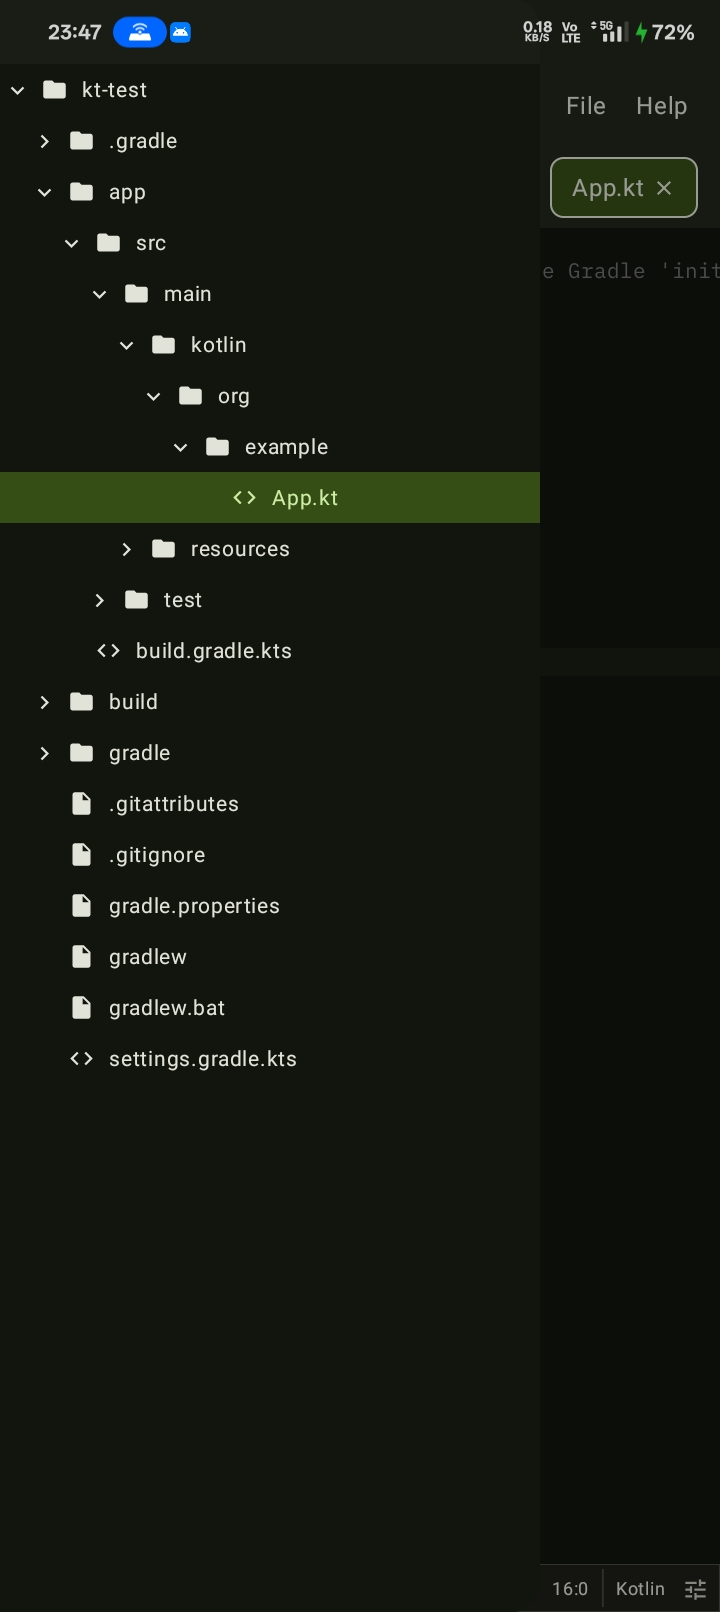 23:47
0.18
KB/S
Vo
LTE
5G
72%
kt-test
File Help
.gradle
app
App.kt
src
e Gradle 'init
main
kotlin
org
example
App.kt
resources
test
build.gradle.kts
build
gradle
.gitattributes
.gitignore
gradle.properties
gradlew
gradlew.bat
settings.gradle.kts
16:0
Kotlin